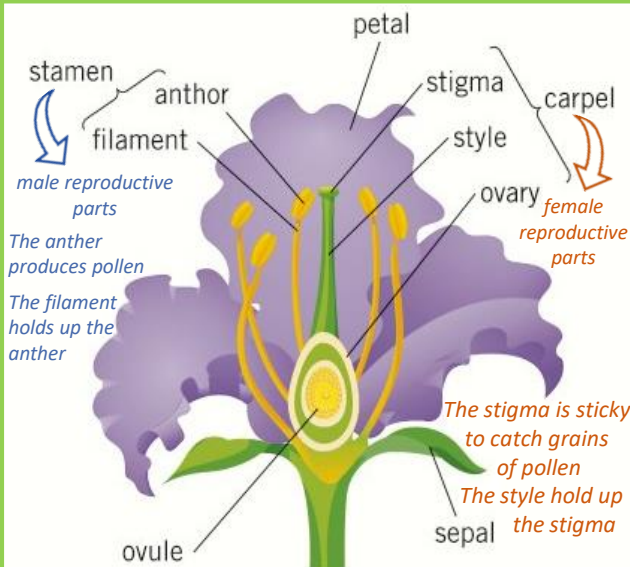 petal
stamen
anthor
filament
stigma
style
ovary
carpel
male reproductive
parts
The anther
produces pollen
The filament
holds up the
anther
female
reproductive
parts
The stigma is sticky
to catch grains
of pollen
The style hold up
the stigma
sepal
ovule